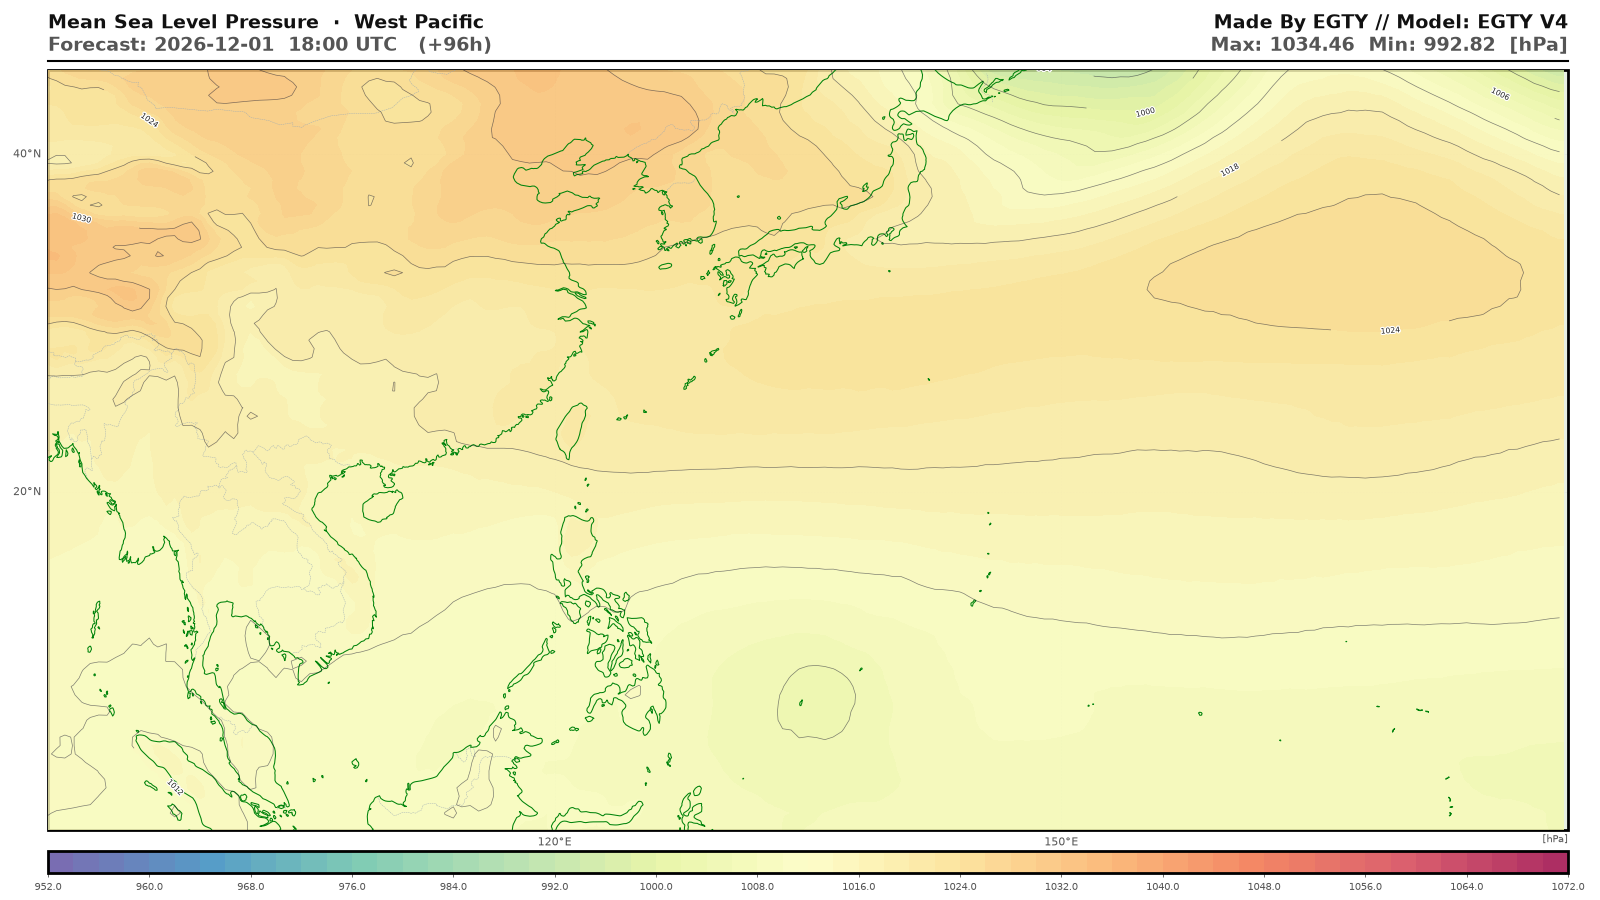 Mean Sea Level Pressure · West Pacific
Made By EGTY // Model: EGTY V4
Forecast: 2026-12-01 18:00 UTC (+96h)
Max: 1034.46 Min: 992.82 [hPa]
1006
1000
1024
40°N
1018
1030
1024
20°N
1012
120°E
150°E
[hPa]
952.0 960.0 968.0 976.0 984.0 992.0 1000.0 1008.0 1016.0 1024.0 1032.0 1040.0 1048.0 1056.0 1064.0 1072.0